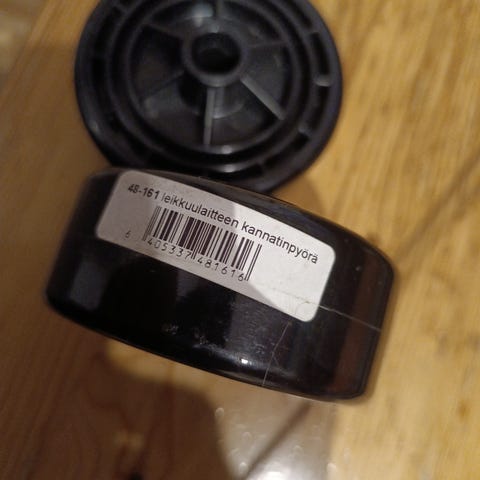 48-161 leikkuulaitteen kannatinpyörä
6 405337 481616